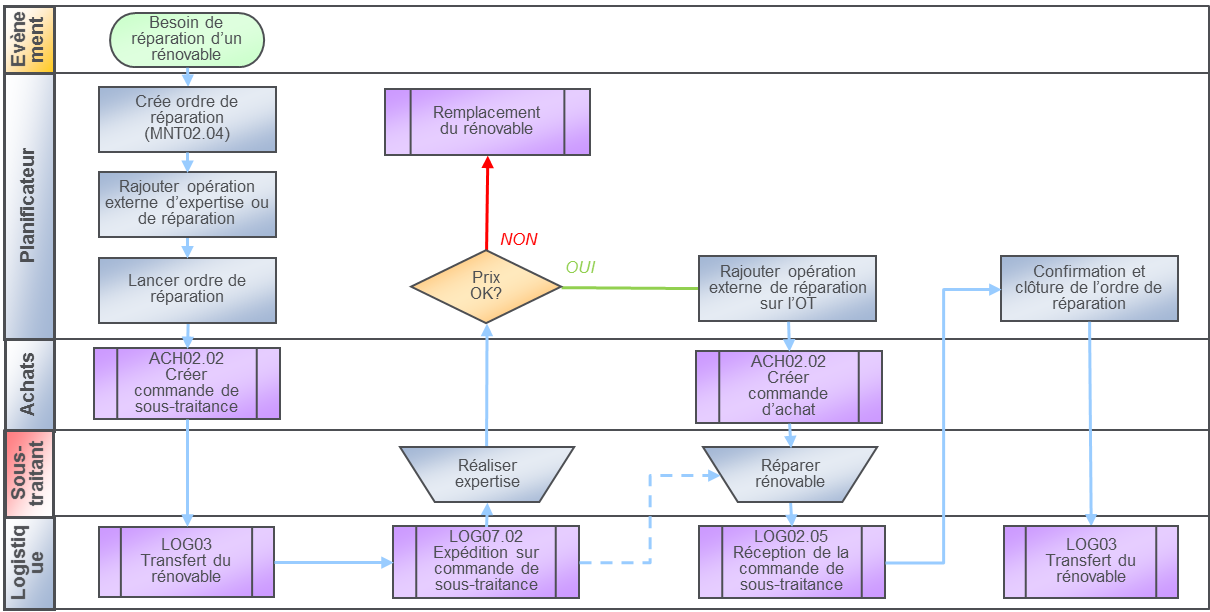 Evène
ment
Besoin de
réparation d’un
rénovable
Planificateur
Crée ordre de
réparation
(MNT02.04)
Rajouter opération
externe d’expertise ou
de réparation
Lancer ordre de
réparation
Remplacement
du rénovable
NON
Prix
OK?
OUI
Rajouter opération
externe de réparation
sur l’OT
Confirmation et
clôture de l’ordre de
réparation
Achats
ACH02.02
Créer
commande de
sous-traitance
ACH02.02
Créer
commande
d’achat
Sous-
traitant
Réaliser
expertise
Réparer
rénovable
Logistiq
ue
LOG03
Transfert du
rénovable
LOG07.02
Expédition sur
commande de
sous-traitance
LOG02.05
Réception de la
commande de
sous-traitance
LOG03
Transfert du
rénovable